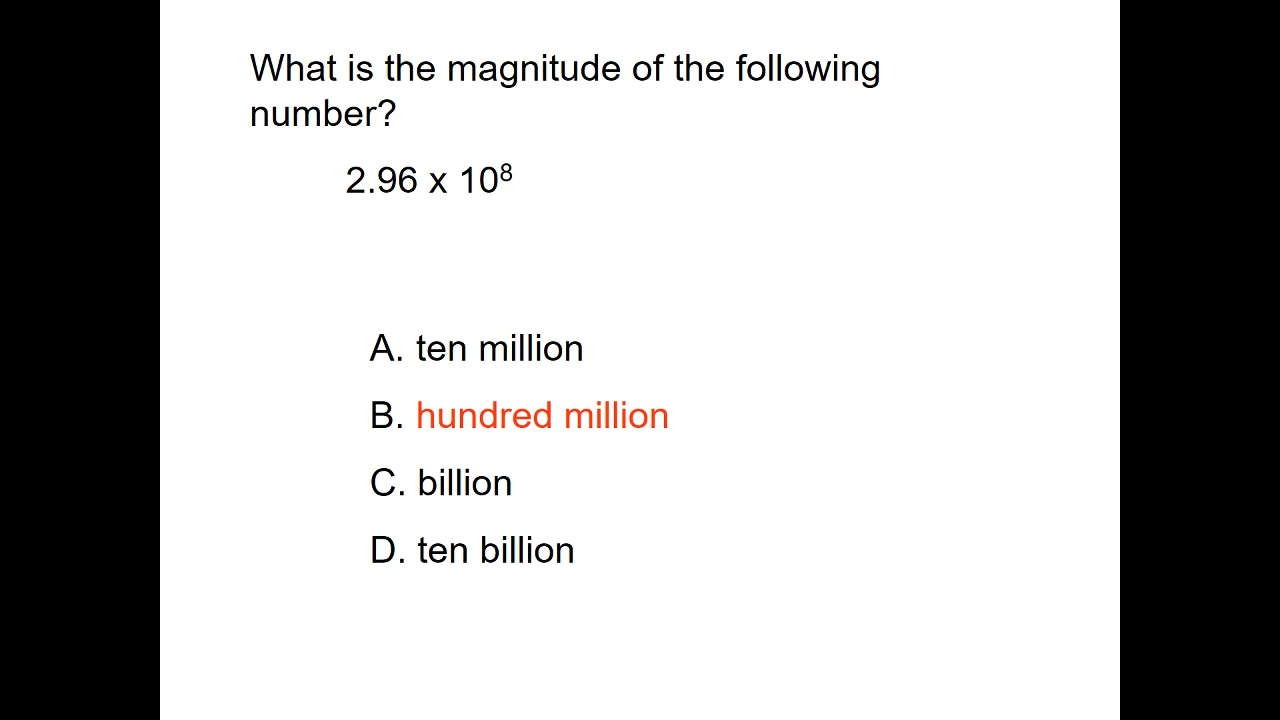 What is the magnitude of the following
number?
2.96 x 10⁸
A. ten million
B. hundred million
C. billion
D. ten billion